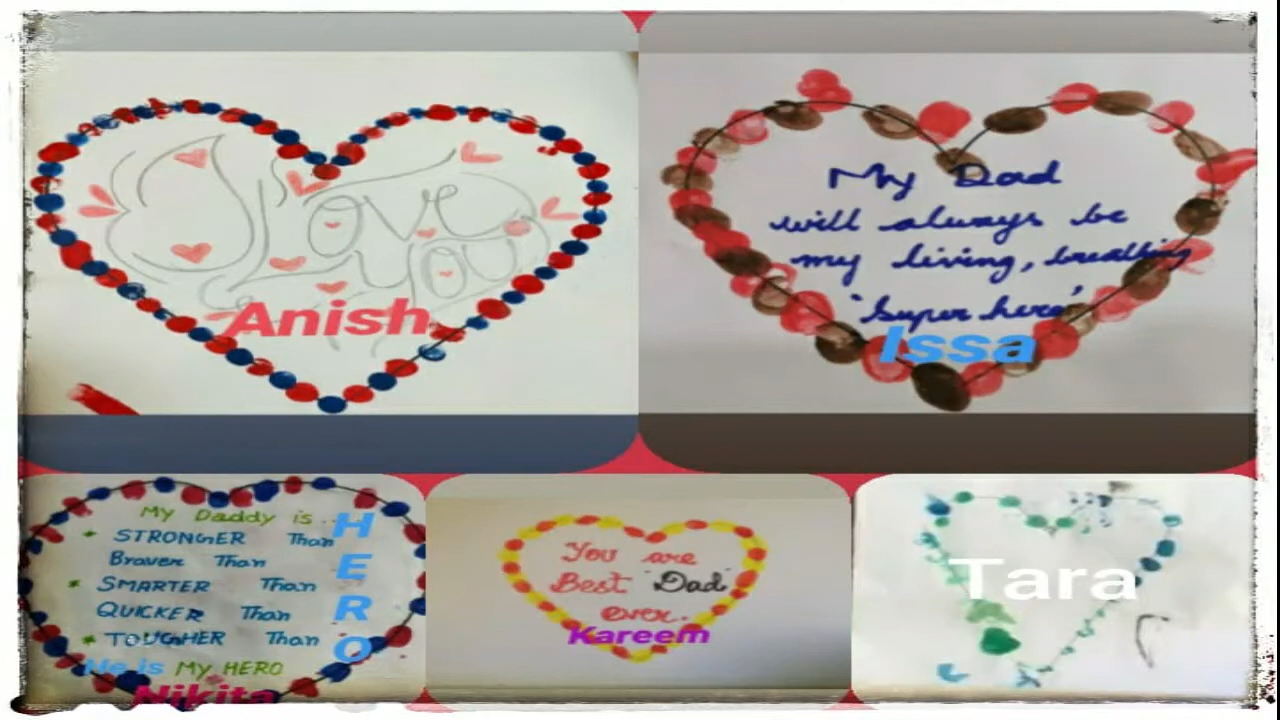 I Love
you
Anish
My Dad
will always be
my living, breathing
'Super hero'
Issa
My Daddy is ...
STRONGER Than
Braver Than
SMARTER Than
QUICKER Than
TOUGHER Than
He is My HERO
HERO
Nikita
You are
Best "Dad"
ever.
Kareem
Tara